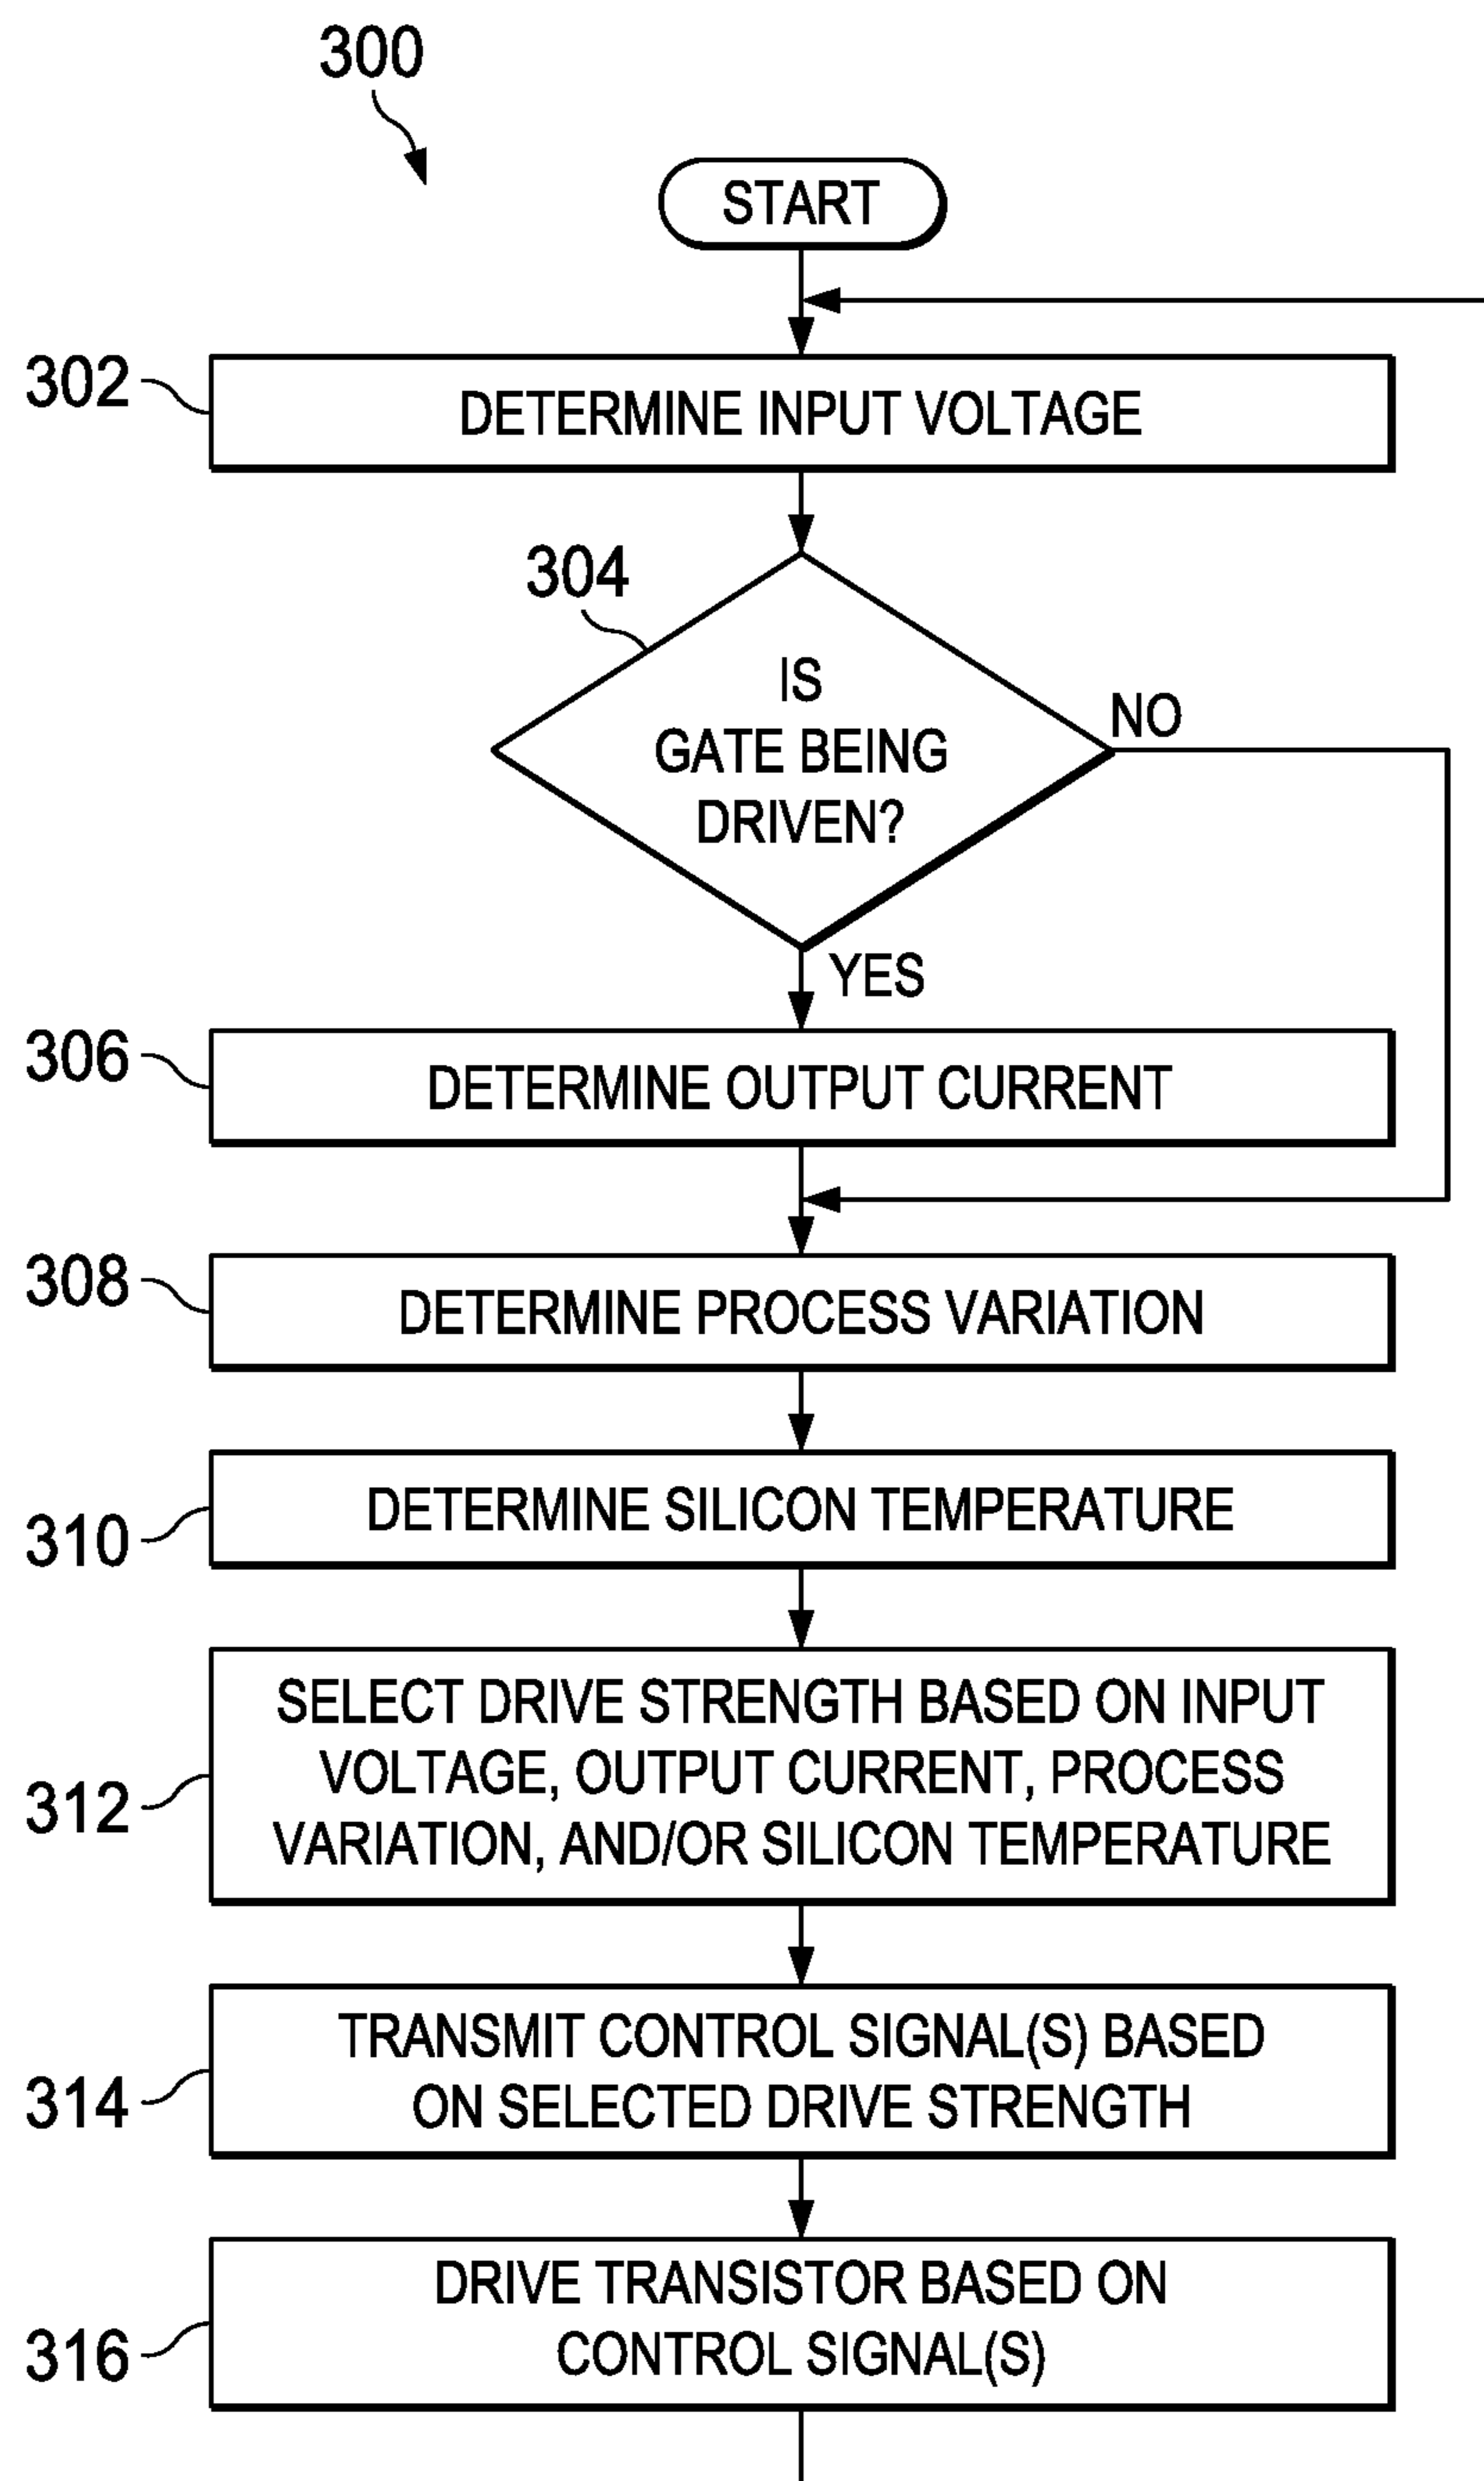 300
START
302
DETERMINE INPUT VOLTAGE
304
IS
GATE BEING
DRIVEN?
NO
YES
306
DETERMINE OUTPUT CURRENT
308
DETERMINE PROCESS VARIATION
310
DETERMINE SILICON TEMPERATURE
312
SELECT DRIVE STRENGTH BASED ON INPUT
VOLTAGE, OUTPUT CURRENT, PROCESS
VARIATION, AND/OR SILICON TEMPERATURE
314
TRANSMIT CONTROL SIGNAL(S) BASED
ON SELECTED DRIVE STRENGTH
316
DRIVE TRANSISTOR BASED ON
CONTROL SIGNAL(S)